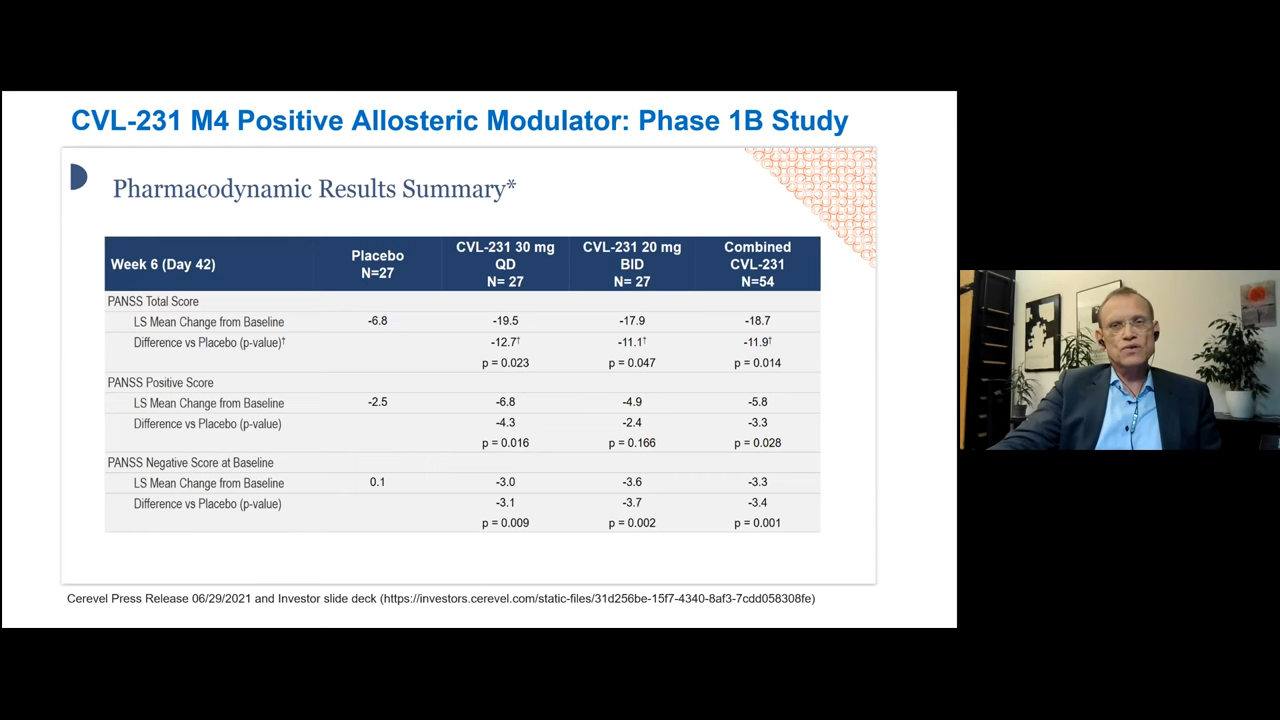 CVL-231 M4 Positive Allosteric Modulator: Phase 1B Study
Pharmacodynamic Results Summary*
Week 6 (Day 42) Placebo N=27 CVL-231 30 mg QD N= 27 CVL-231 20 mg BID N= 27 Combined CVL-231 N=54
PANSS Total Score
LS Mean Change from Baseline -6.8 -19.5 -17.9 -18.7
Difference vs Placebo (p-value)† -12.7† -11.1† -11.9†
p = 0.023 p = 0.047 p = 0.014
PANSS Positive Score
LS Mean Change from Baseline -2.5 -6.8 -4.9 -5.8
Difference vs Placebo (p-value) -4.3 -2.4 -3.3
p = 0.016 p = 0.166 p = 0.028
PANSS Negative Score at Baseline
LS Mean Change from Baseline 0.1 -3.0 -3.6 -3.3
Difference vs Placebo (p-value) -3.1 -3.7 -3.4
p = 0.009 p = 0.002 p = 0.001
Cerevel Press Release 06/29/2021 and Investor slide deck (https://investors.cerevel.com/static-files/31d256be-15f7-4340-8af3-7cdd058308fe)